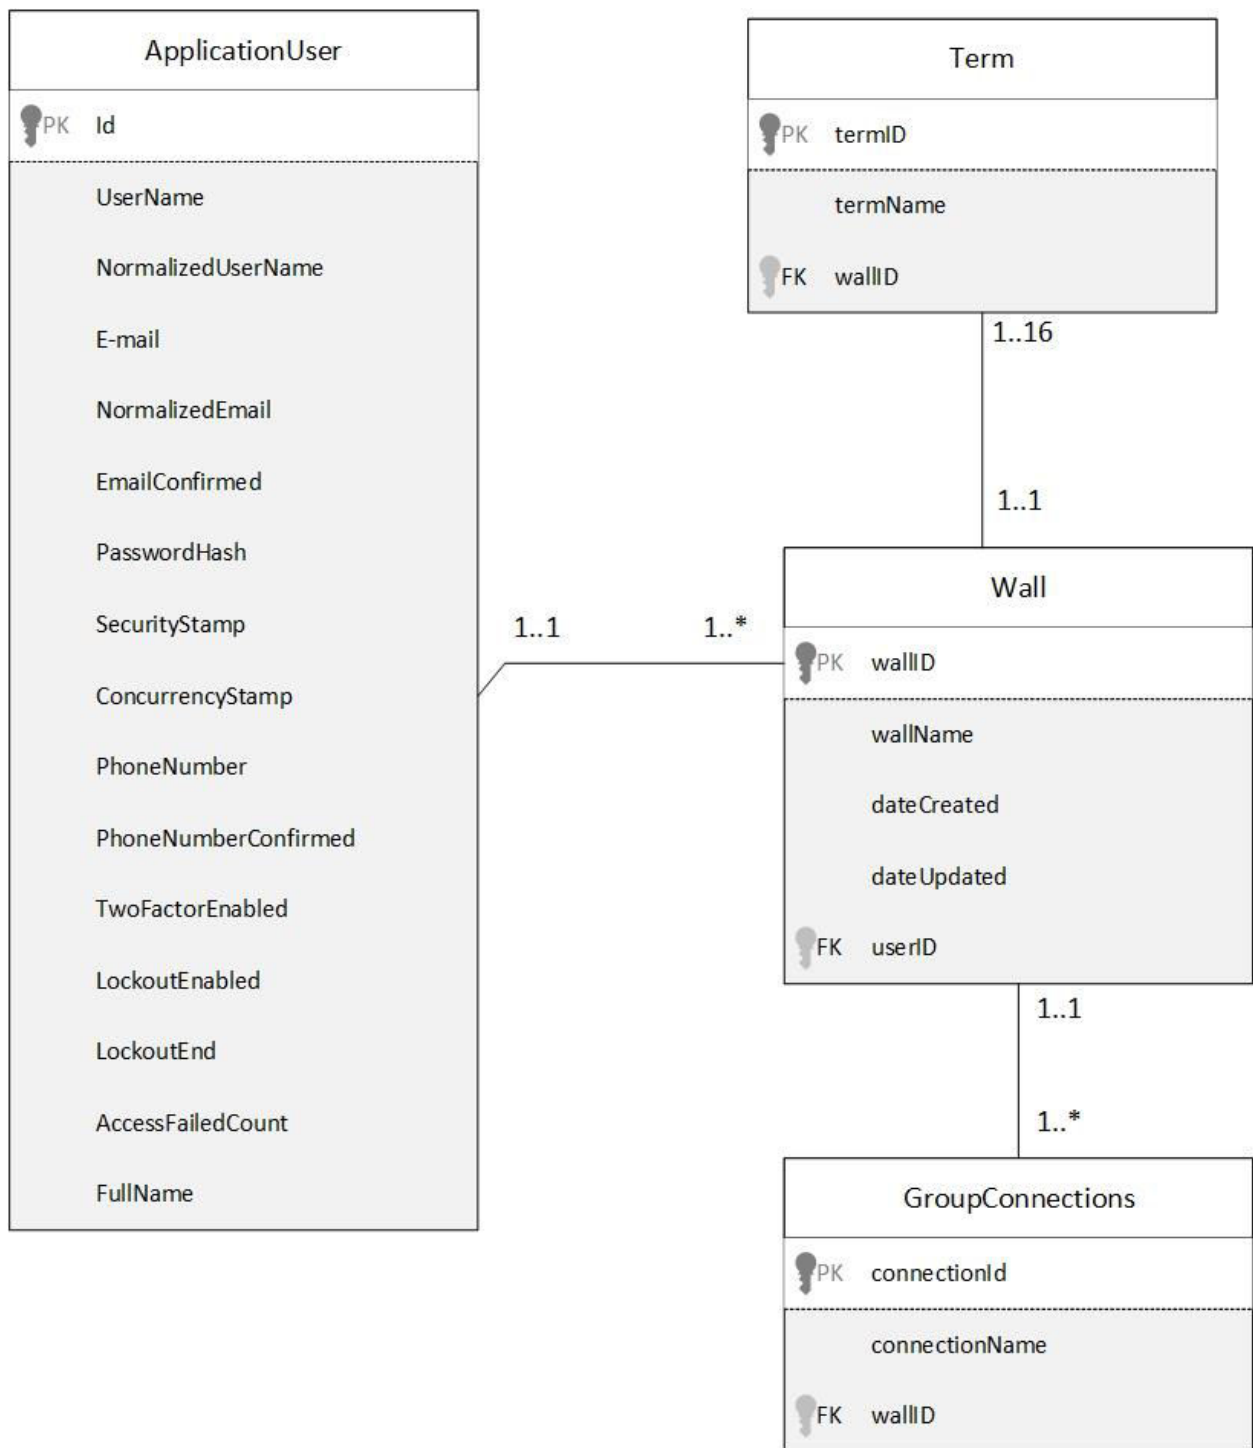 ApplicationUser
PK Id
UserName
NormalizedUserName
E-mail
NormalizedEmail
EmailConfirmed
PasswordHash
SecurityStamp
ConcurrencyStamp
PhoneNumber
PhoneNumberConfirmed
TwoFactorEnabled
LockoutEnabled
LockoutEnd
AccessFailedCount
FullName
Term
PK termID
termName
FK wallID
1..16
1..1
1..1 1..*
Wall
PK wallID
wallName
dateCreated
dateUpdated
FK userID
1..1
1..*
GroupConnections
PK connectionId
connectionName
FK wallID